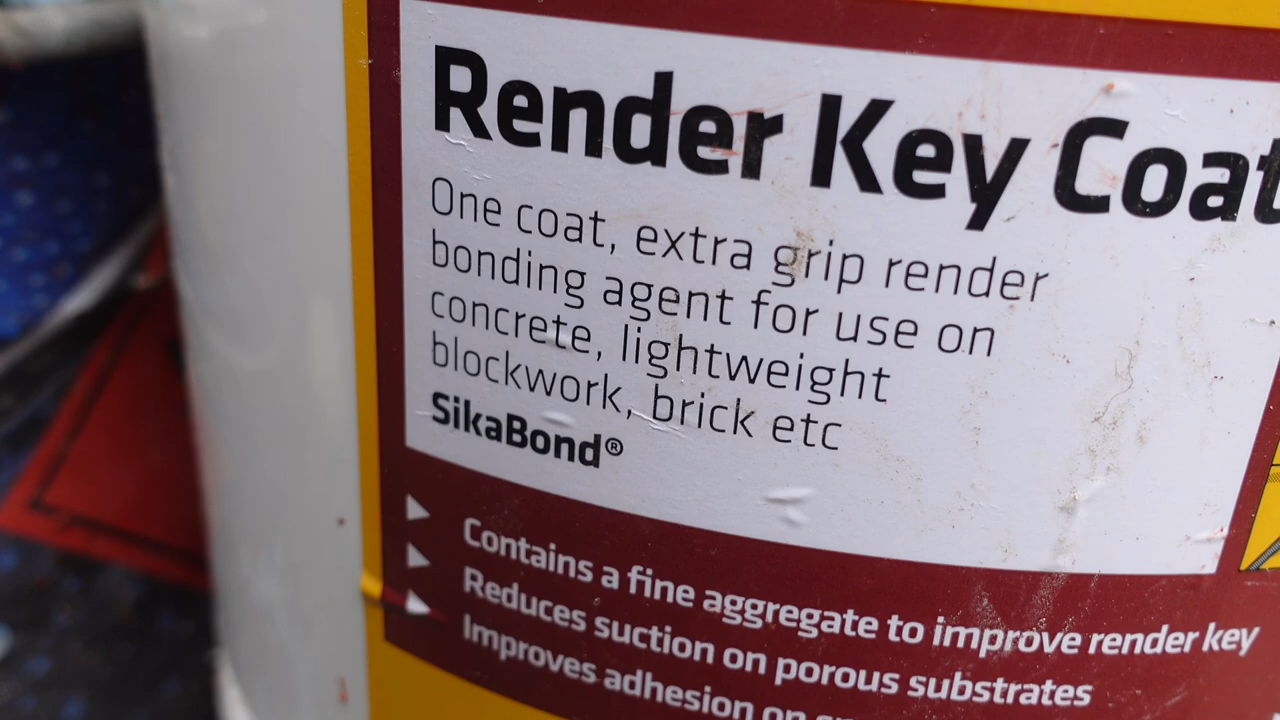 Render Key Coat
One coat, extra grip render
bonding agent for use on
concrete, lightweight
blockwork, brick etc
SikaBond®
Contains a fine aggregate to improve render key
Reduces suction on porous substrates
Improves adhesion on